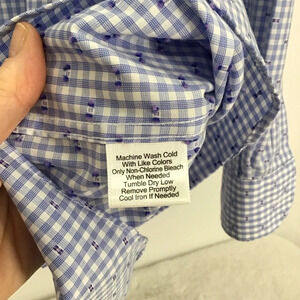 Machine Wash Cold
With Like Colors
Only Non-Chlorine Bleach
When Needed
Tumble Dry Low
Remove Promptly
Cool Iron If Needed